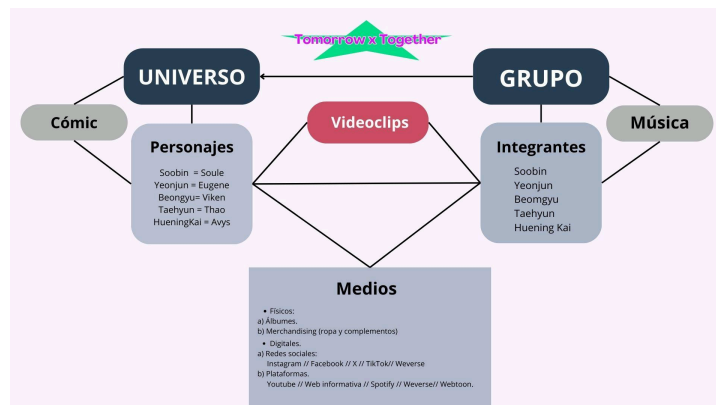 Tomorrow x Together
UNIVERSO
GRUPO
Cómic
Videoclips
Música
Personajes
Soobin = Soule
Yeonjun = Eugene
Beongyu= Viken
Taehyun = Thao
HueningKai = Avys
Integrantes
Soobin
Yeonjun
Beomgyu
Taehyun
Huening Kai
Medios
• Físicos:
a) Álbumes.
b) Merchandising (ropa y complementos)
• Digitales.
a) Redes sociales:
Instagram // Facebook // X // TikTok// Weverse
b) Plataformas.
Youtube // Web informativa // Spotify // Weverse// Webtoon.